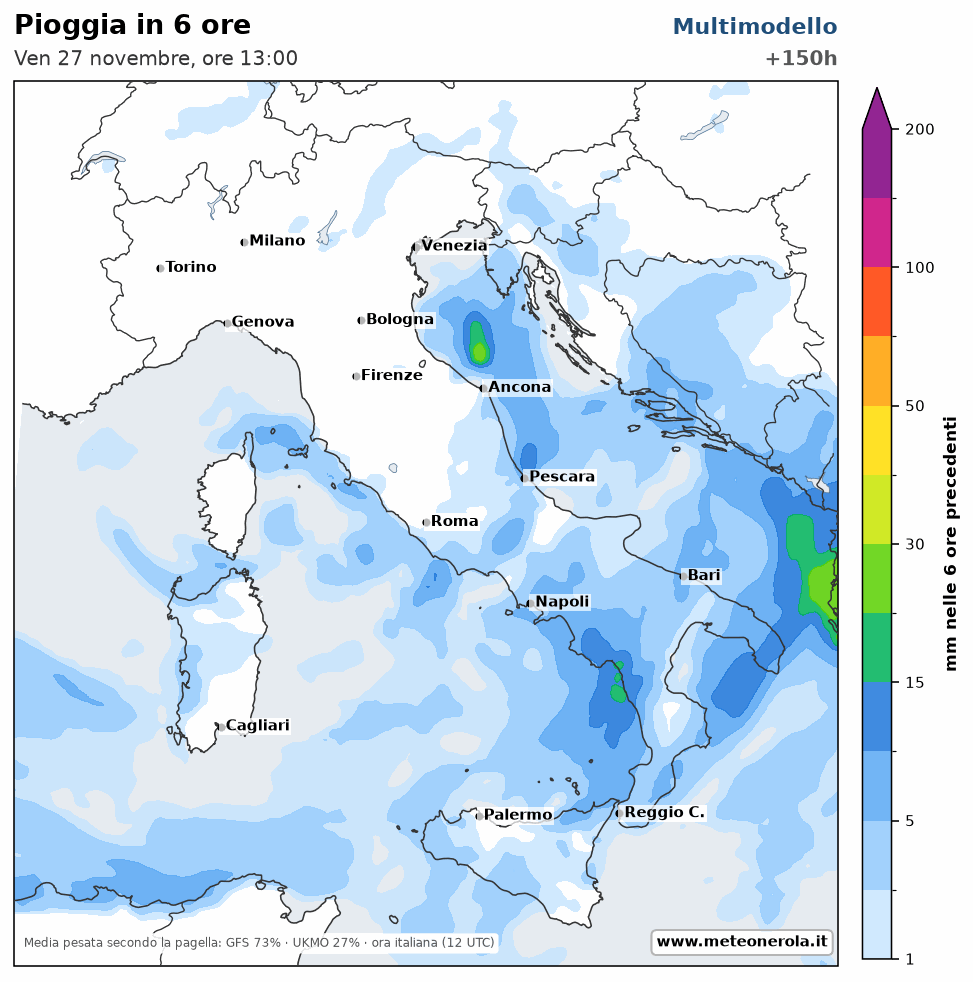 Pioggia in 6 ore
Multimodello
Ven 27 novembre, ore 13:00
+150h
200
100
50
30
15
5
1
mm nelle 6 ore precedenti
Milano
Venezia
Torino
Genova
Bologna
Firenze
Ancona
Pescara
Roma
Bari
Napoli
Cagliari
Palermo
Reggio C.
Media pesata secondo la pagella: GFS 73% · UKMO 27% · ora italiana (12 UTC)
www.meteonerola.it